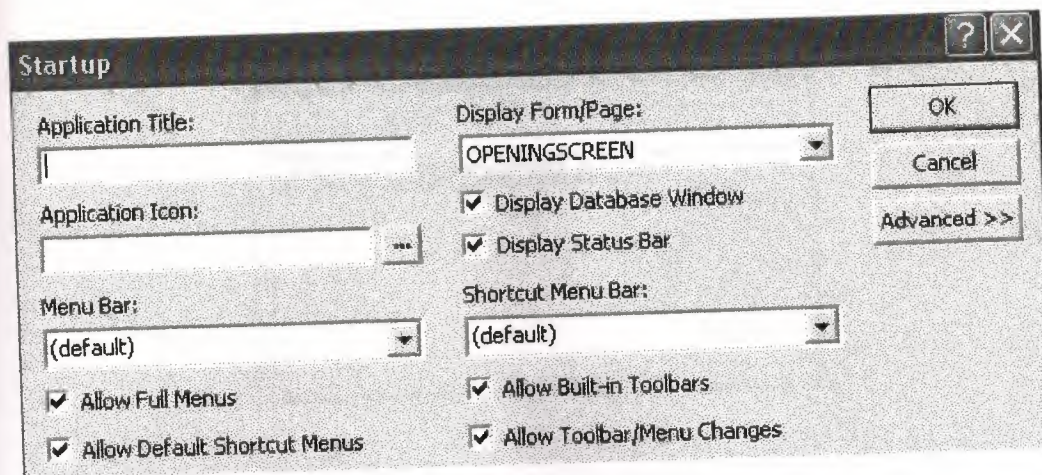 Startup
Application Title:
Display Form/Page:
OK
OPENINGSCREEN
Cancel
Application Icon:
Display Database Window
Advanced >>
...
Display Status Bar
Menu Bar:
Shortcut Menu Bar:
(default)
(default)
Allow Full Menus
Allow Built-in Toolbars
Allow Default Shortcut Menus
Allow Toolbar/Menu Changes